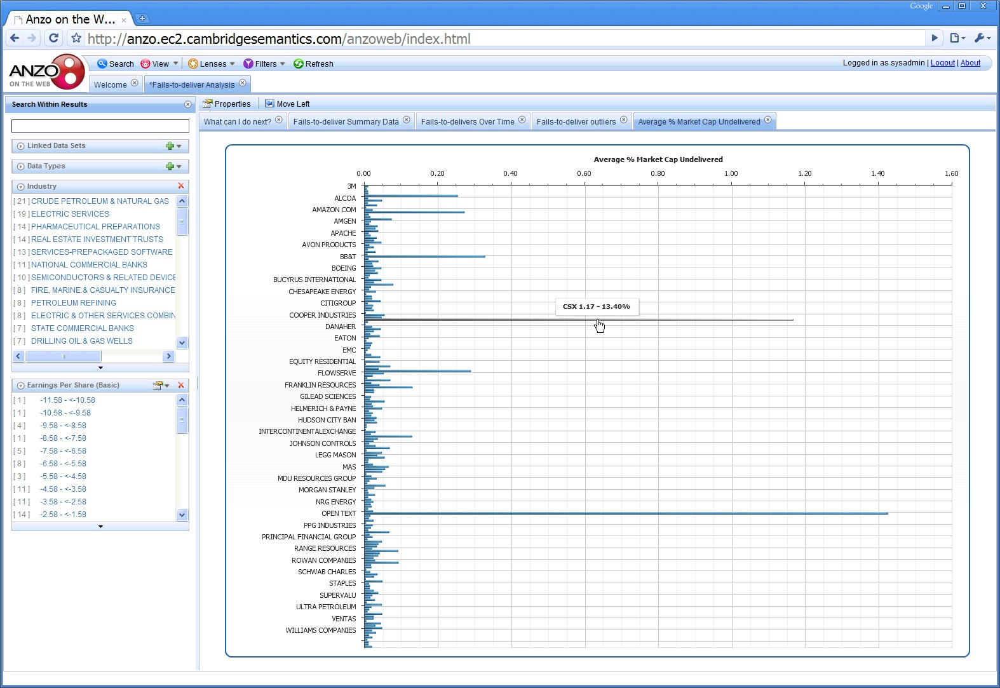 Google
Anzo on the W...
http://anzo.ec2.cambridgesemantics.com/anzoweb/index.html
ANZO
ON THE WEB
Search View Lenses Filters Refresh
Logged in as sysadmin | Logout | About
Welcome *Fails-to-deliver Analysis
Search Within Results
Properties Move Left
What can I do next? Fails-to-deliver Summary Data Fails-to-delivers Over Time Fails-to-deliver outliers Average % Market Cap Undelivered
Linked Data Sets
Data Types
Industry
[ 21 ] CRUDE PETROLEUM & NATURAL GAS
[ 19 ] ELECTRIC SERVICES
[ 14 ] PHARMACEUTICAL PREPARATIONS
[ 14 ] REAL ESTATE INVESTMENT TRUSTS
[ 13 ] SERVICES-PREPACKAGED SOFTWARE
[ 11 ] NATIONAL COMMERCIAL BANKS
[ 10 ] SEMICONDUCTORS & RELATED DEVICE
[ 8 ] FIRE, MARINE & CASUALTY INSURANCE
[ 8 ] PETROLEUM REFINING
[ 8 ] ELECTRIC & OTHER SERVICES COMBIN
[ 7 ] STATE COMMERCIAL BANKS
[ 7 ] DRILLING OIL & GAS WELLS
Earnings Per Share (Basic)
[ 1 ] -11.58 - <-10.58
[ 1 ] -10.58 - <-9.58
[ 4 ] -9.58 - <-8.58
[ 1 ] -8.58 - <-7.58
[ 5 ] -7.58 - <-6.58
[ 8 ] -6.58 - <-5.58
[ 3 ] -5.58 - <-4.58
[ 11 ] -4.58 - <-3.58
[ 11 ] -3.58 - <-2.58
[ 14 ] -2.58 - <-1.58
Average % Market Cap Undelivered
0.00 0.20 0.40 0.60 0.80 1.00 1.20 1.40 1.60
3M
ALCOA
AMAZON COM
AMGEN
APACHE
AVON PRODUCTS
BB&T
BOEING
BUCYRUS INTERNATIONAL
CHESAPEAKE ENERGY
CITIGROUP
CSX 1.17 - 13.40%
COOPER INDUSTRIES
DANAHER
EATON
EMC
EQUITY RESIDENTIAL
FLOWSERVE
FRANKLIN RESOURCES
GILEAD SCIENCES
HELMERICH & PAYNE
HUDSON CITY BAN
INTERCONTINENTALEXCHANGE
JOHNSON CONTROLS
LEGG MASON
MAS
MDU RESOURCES GROUP
MORGAN STANLEY
NRG ENERGY
OPEN TEXT
PPG INDUSTRIES
PRINCIPAL FINANCIAL GROUP
RANGE RESOURCES
ROWAN COMPANIES
SCHWAB CHARLES
STAPLES
SUPERVALU
ULTRA PETROLEUM
VENTAS
WILLIAMS COMPANIES